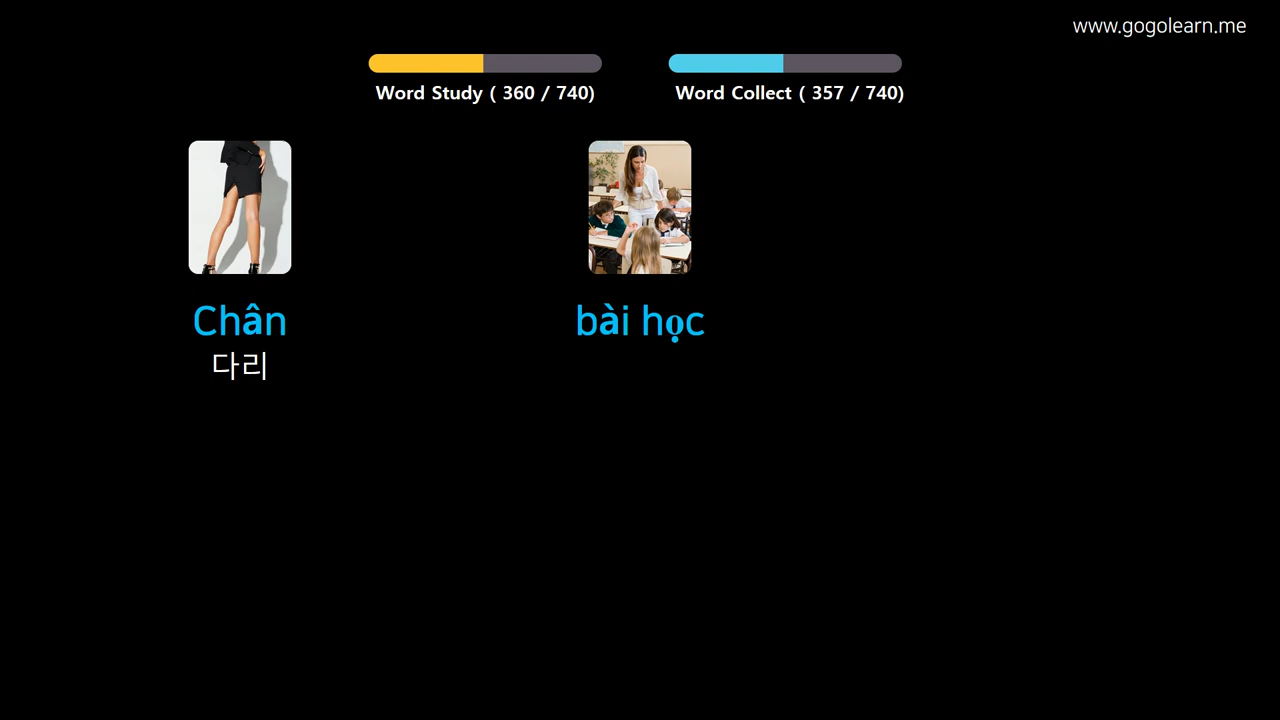 www.gogolearn.me
Word Study ( 360 / 740)
Word Collect ( 357 / 740)
Chân
다리
bài học